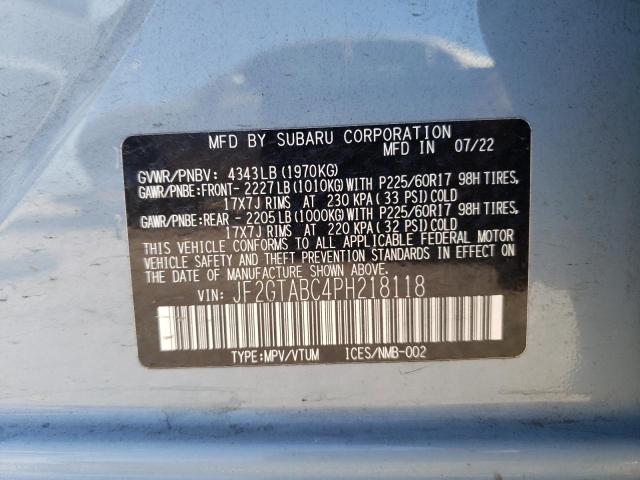 MFD BY SUBARU CORPORATION
MFD. IN 07/22
GVWR/PNBV: 4343LB (1970KG)
GAWR/PNBE:FRONT- 2227LB (1010KG) WITH P225/60R17 98H TIRES,
17X7J RIMS AT 230 KPA (33 PSI) COLD
GAWR/PNBE:REAR - 2205LB (1000KG) WITH P225/60R17 98H TIRES,
17X7J RIMS AT 220 KPA (32 PSI) COLD
THIS VEHICLE CONFORMS TO ALL APPLICABLE FEDERAL MOTOR
VEHICLE SAFETY AND THEFT PREVENTION STANDARDS IN EFFECT ON
THE DATE OF MANUFACTURE SHOWN ABOVE.
VIN: JF2GTABC4PH218118
TYPE:MPV/VTUM ICES/NMB-002